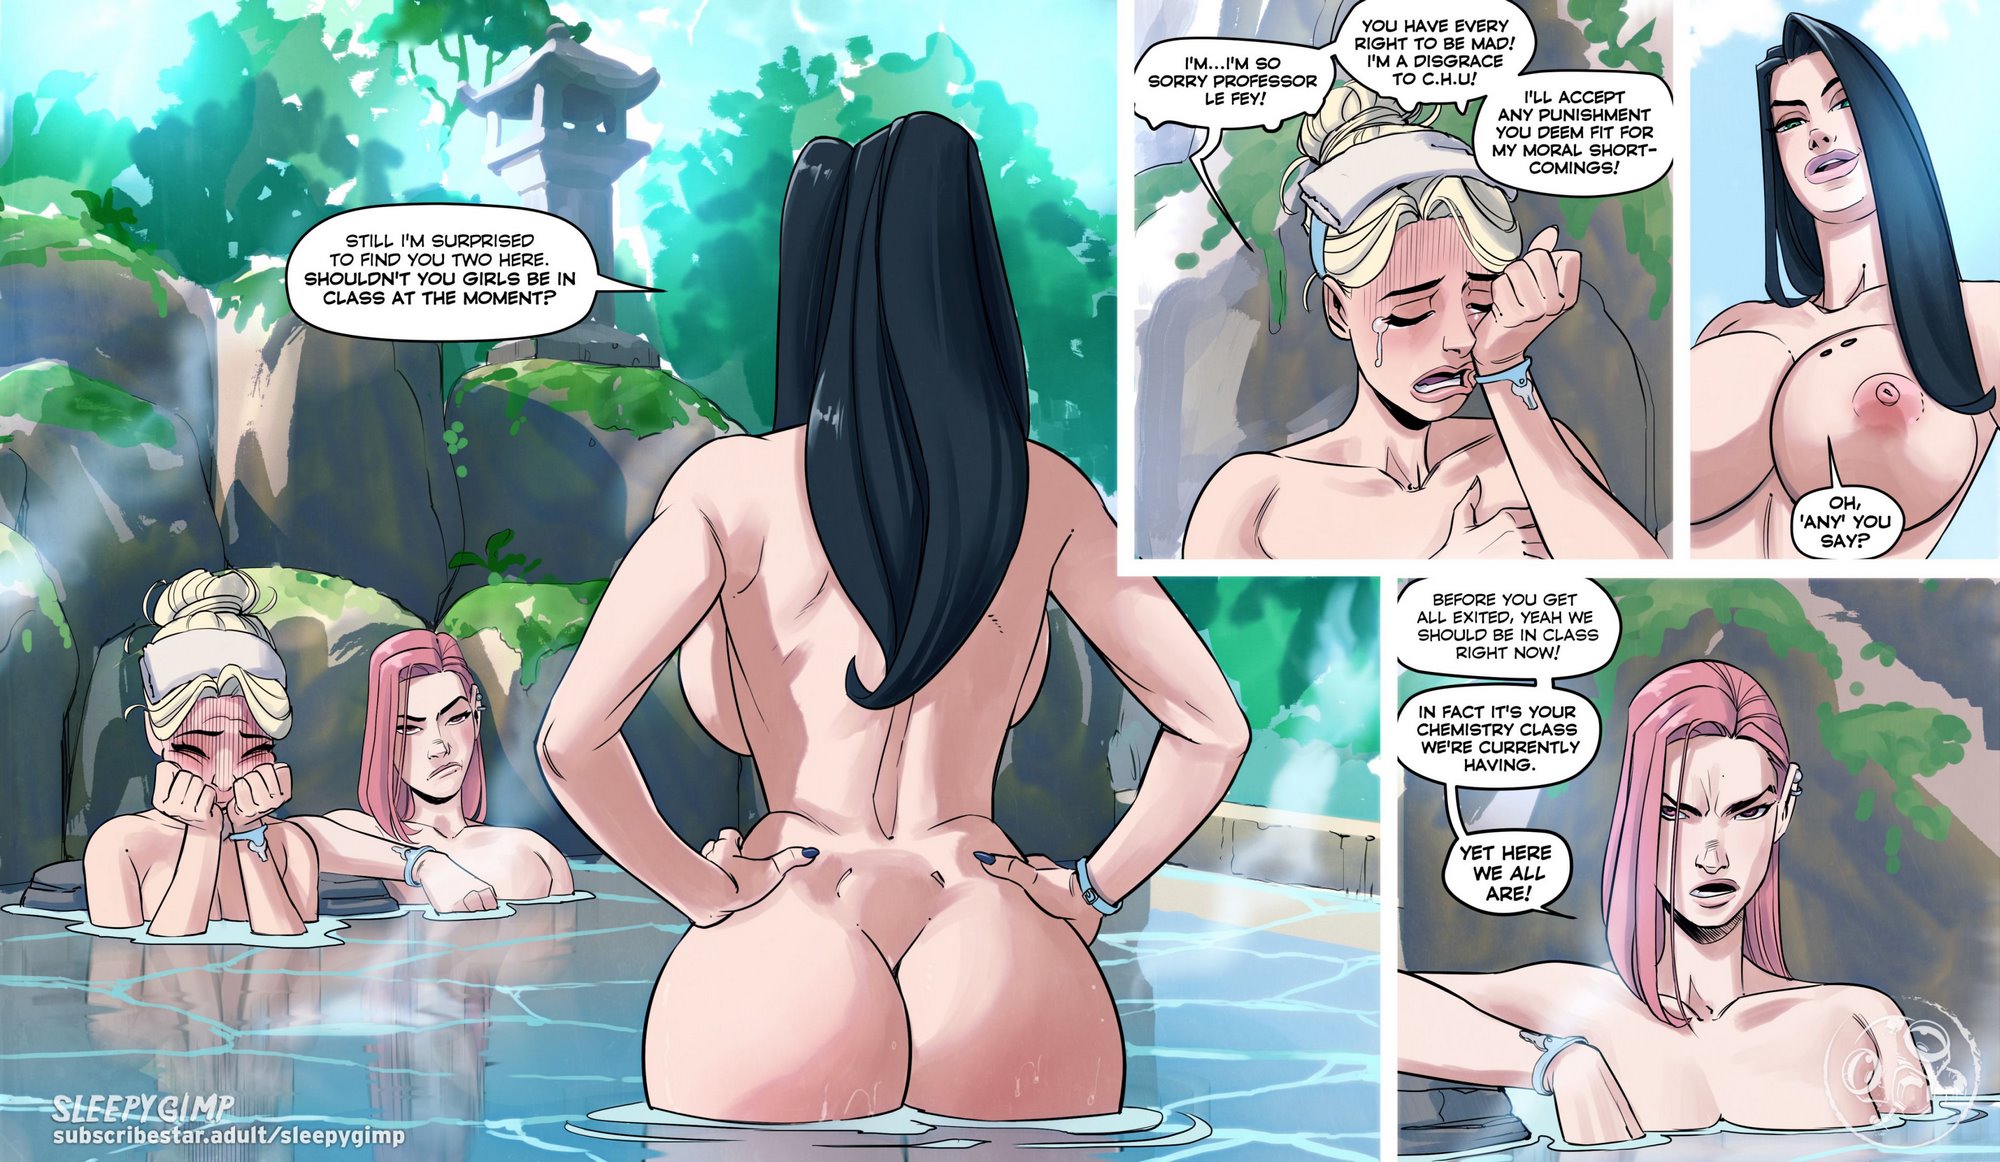 STILL I'M SURPRISED
TO FIND YOU TWO HERE.
SHOULDN'T YOU GIRLS BE IN
CLASS AT THE MOMENT?
I'M...I'M SO
SORRY PROFESSOR
LE FEY!
YOU HAVE EVERY
RIGHT TO BE MAD!
I'M A DISGRACE
TO C.H.U!
I'LL ACCEPT
ANY PUNISHMENT
YOU DEEM FIT FOR
MY MORAL SHORT-
COMINGS!
OH,
'ANY' YOU
SAY?
BEFORE YOU GET
ALL EXITED, YEAH WE
SHOULD BE IN CLASS
RIGHT NOW!
IN FACT IT'S YOUR
CHEMISTRY CLASS
WE'RE CURRENTLY
HAVING.
YET HERE
WE ALL
ARE!
SLEEPYGIMP
subscribestar.adult/sleepygimp